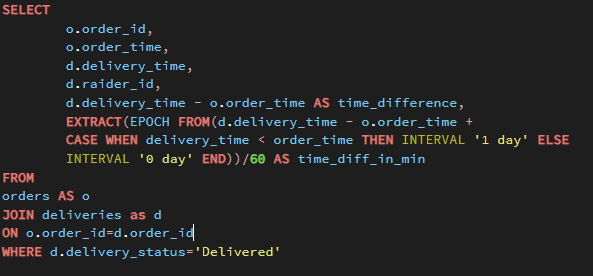 SELECT
o.order_id,
o.order_time,
d.delivery_time,
d.raider_id,
d.delivery_time - o.order_time AS time_difference,
EXTRACT(EPOCH FROM(d.delivery_time - o.order_time +
CASE WHEN delivery_time < order_time THEN INTERVAL '1 day' ELSE
INTERVAL '0 day' END))/60 AS time_diff_in_min
FROM
orders AS o
JOIN deliveries as d
ON o.order_id=d.order_id
WHERE d.delivery_status='Delivered'